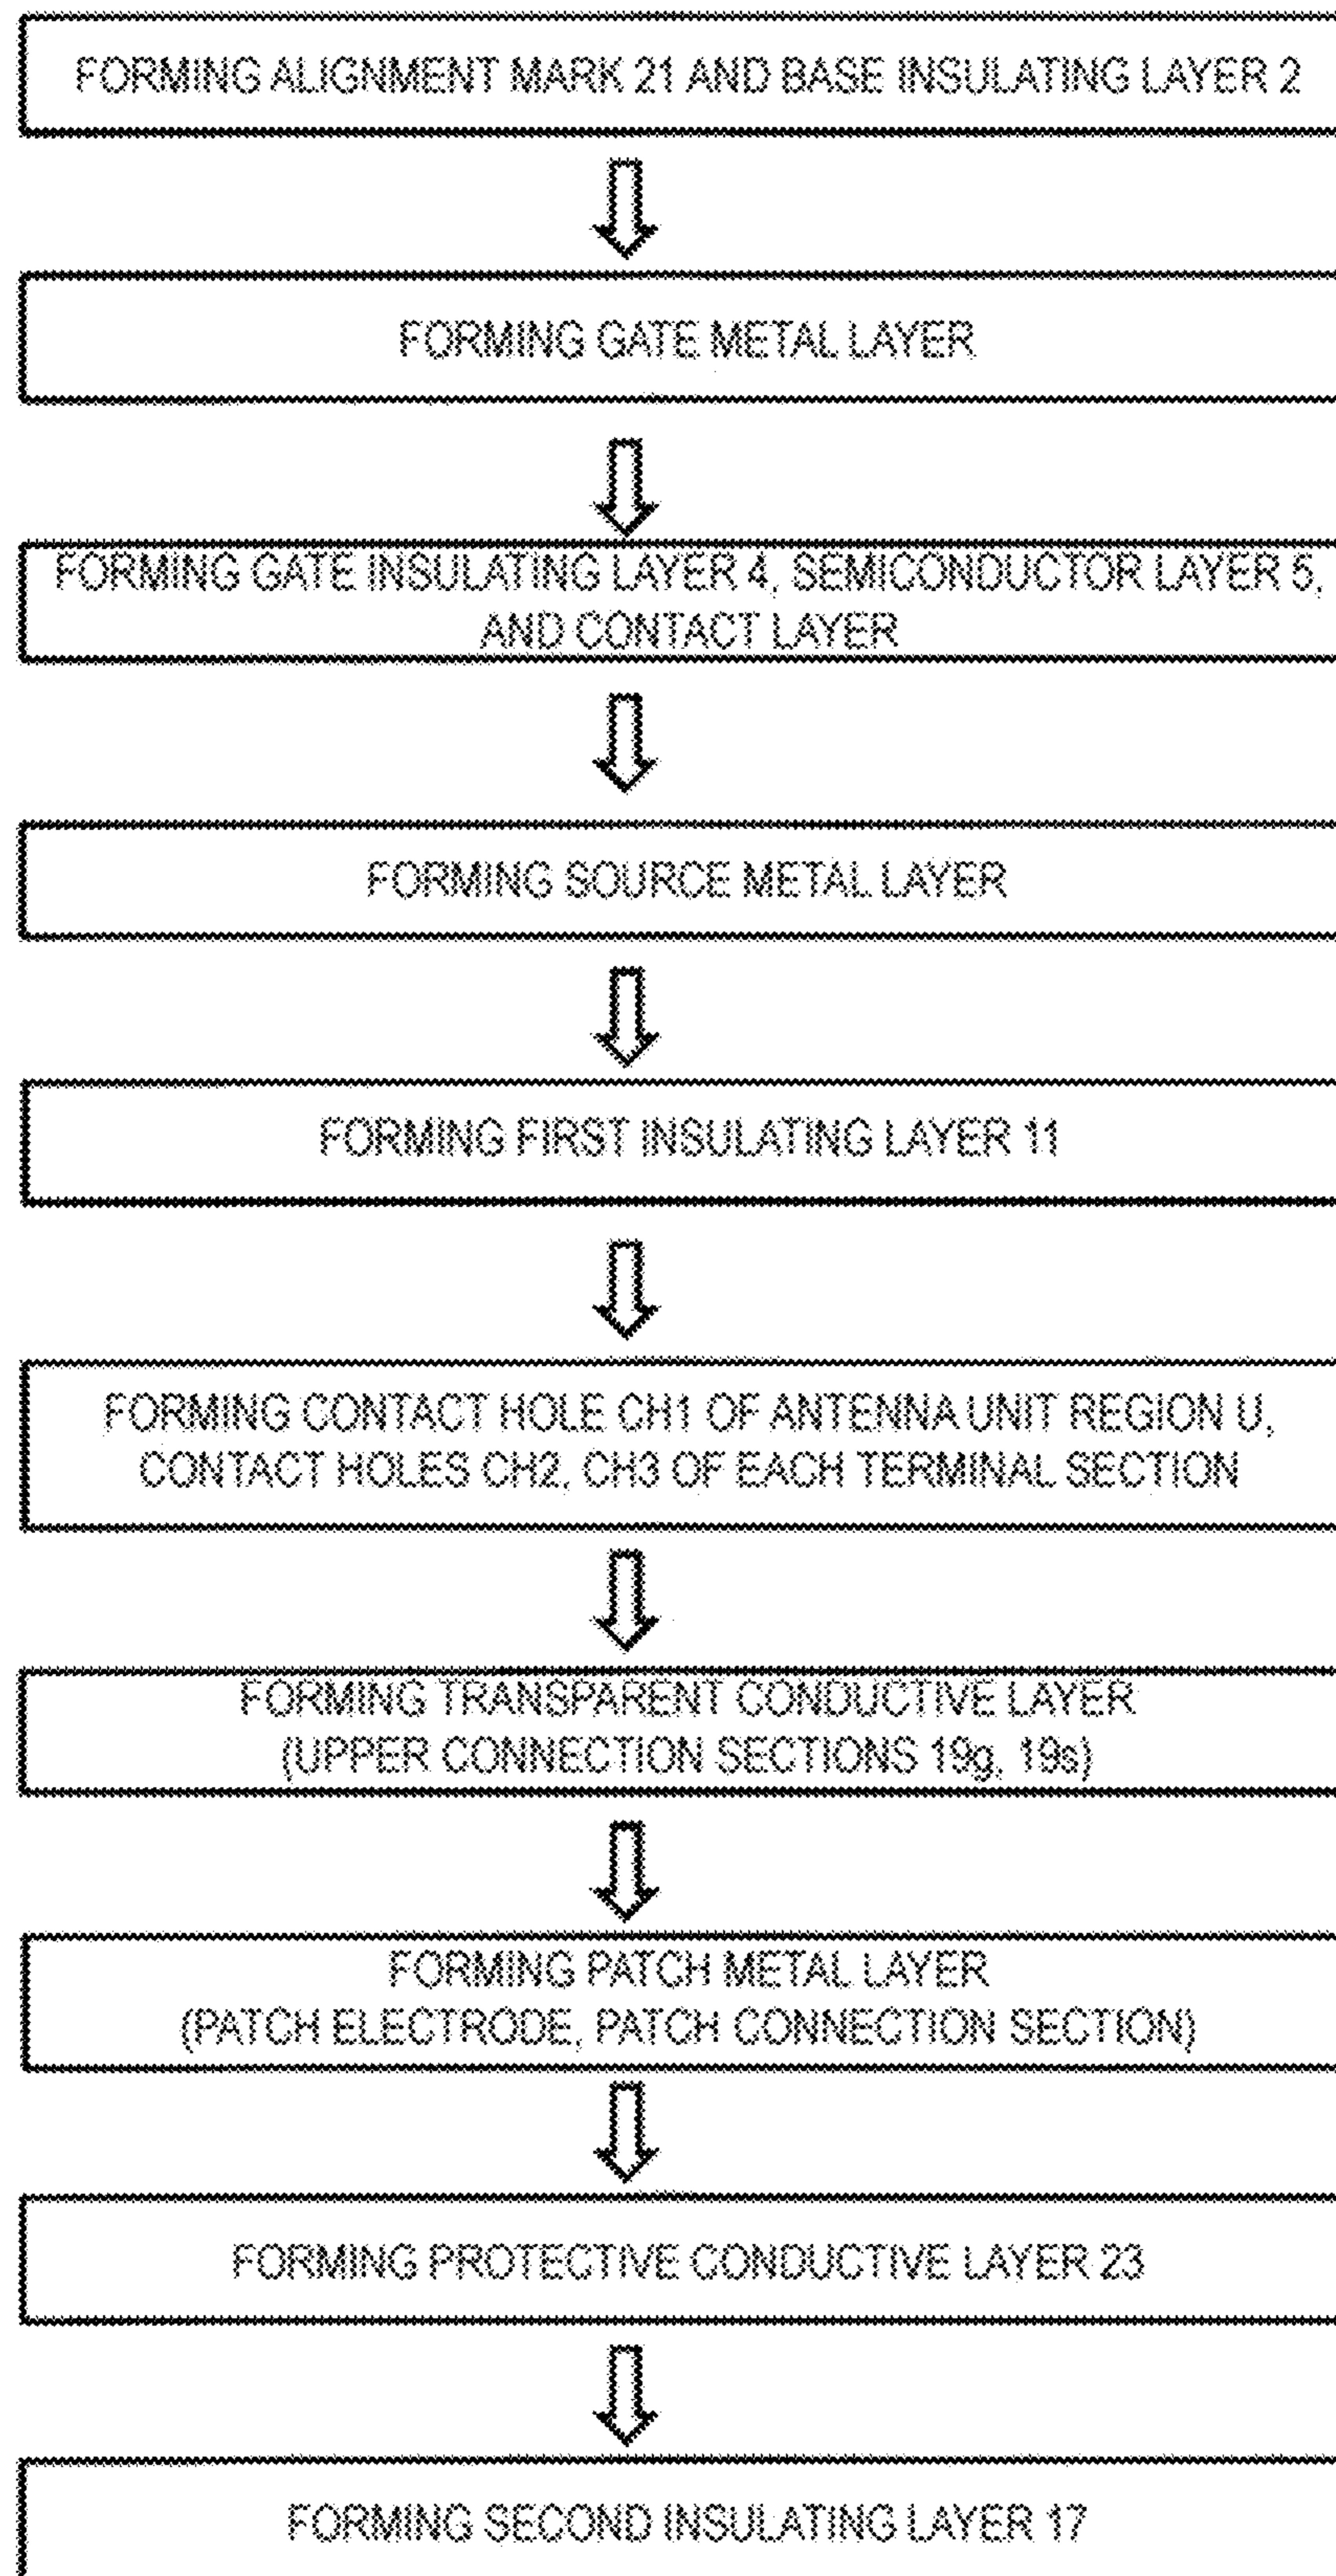 FORMING ALIGNMENT MARK 21 AND BASE INSULATING LAYER 2
FORMING GATE METAL LAYER
FORMING GATE INSULATING LAYER 4, SEMICONDUCTOR LAYER 5,
AND CONTACT LAYER
FORMING SOURCE METAL LAYER
FORMING FIRST INSULATING LAYER 11
FORMING CONTACT HOLE CH1 OF ANTENNA UNIT REGION U,
CONTACT HOLES CH2, CH3 OF EACH TERMINAL SECTION
FORMING TRANSPARENT CONDUCTIVE LAYER
(UPPER CONNECTION SECTIONS 19g, 19s)
FORMING PATCH METAL LAYER
(PATCH ELECTRODE, PATCH CONNECTION SECTION)
FORMING PROTECTIVE CONDUCTIVE LAYER 23
FORMING SECOND INSULATING LAYER 17